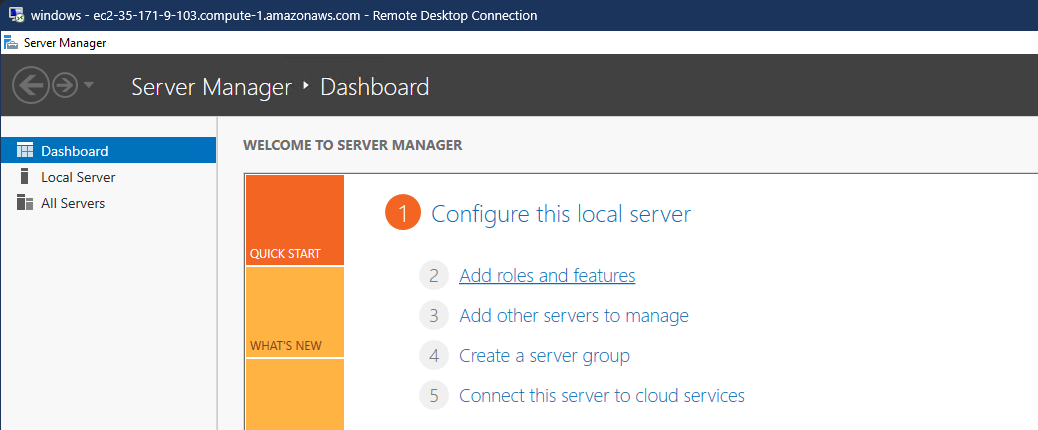 windows - ec2-35-171-9-103.compute-1.amazonaws.com - Remote Desktop Connection
Server Manager
Server Manager ‣ Dashboard
Dashboard
Local Server
All Servers
WELCOME TO SERVER MANAGER
QUICK START
WHAT'S NEW
1 Configure this local server
2 Add roles and features
3 Add other servers to manage
4 Create a server group
5 Connect this server to cloud services